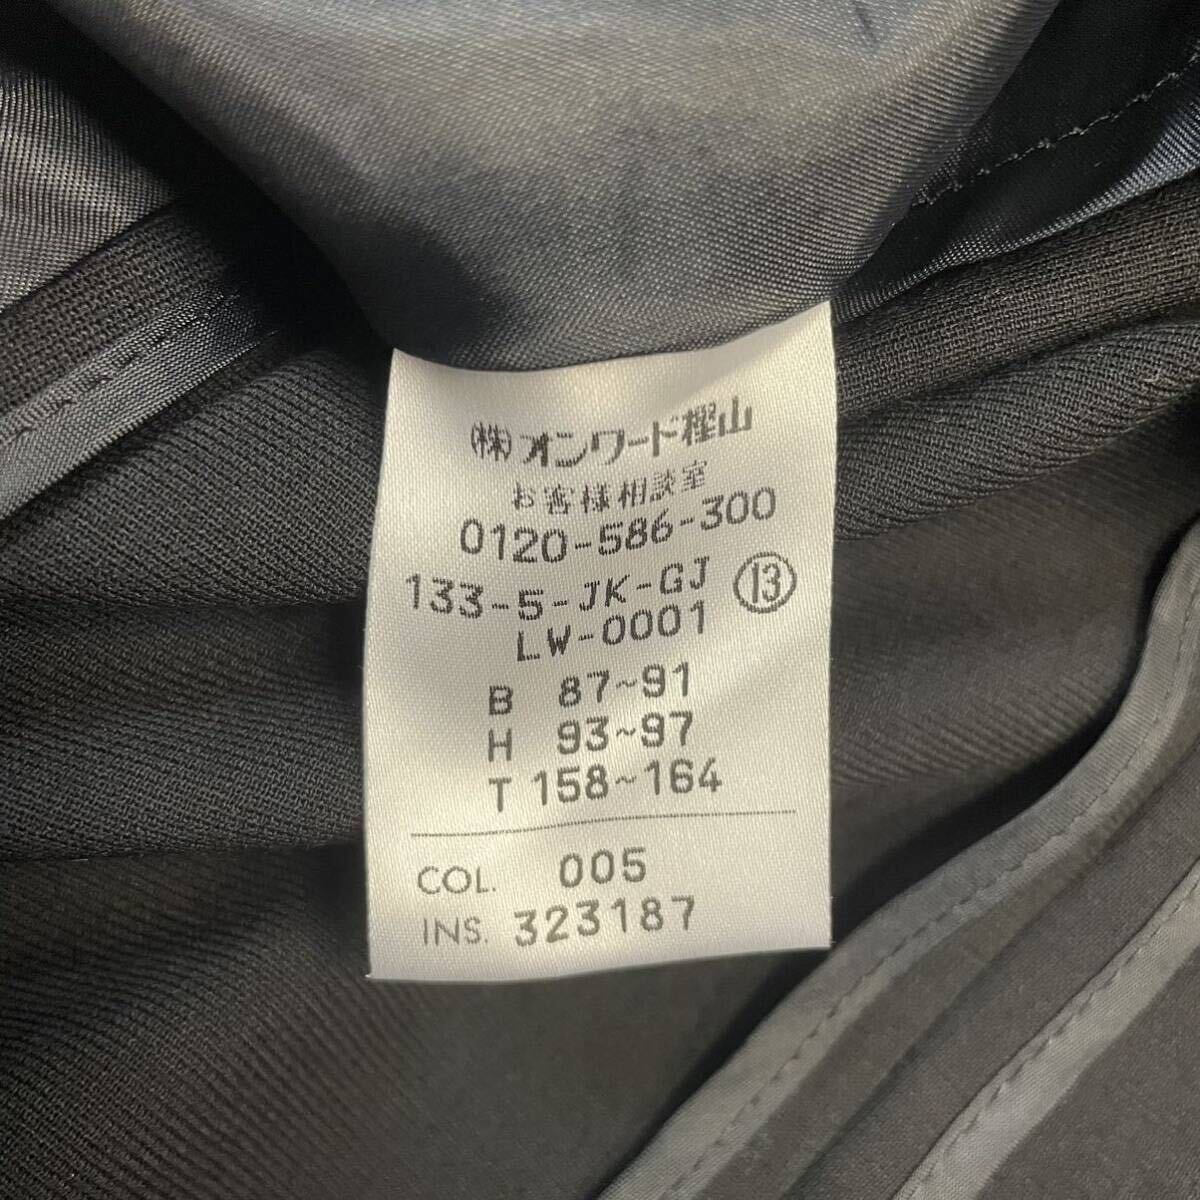 (株)オンワード樫山
お客様相談室
0120-586-300
133-5-JK-GJ ⑬
LW-0001
B 87~91
H 93~97
T 158~164
COL. 005
INS. 323187